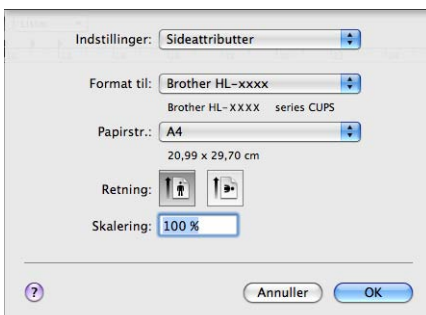 Indstillinger: Sideattributter
Format til: Brother HL-xxxx
Brother HL-XXXX series CUPS
Papirstr.: A4
20,99 x 29,70 cm
Retning:
Skalering: 100 %
? Annuller OK